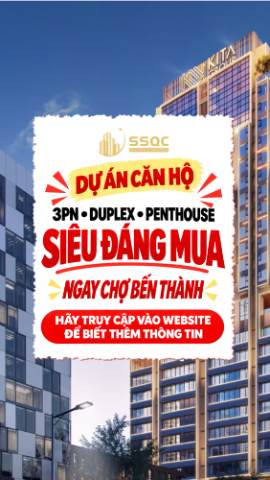 KITA
SSQC
DỰ ÁN CĂN HỘ
3PN • DUPLEX • PENTHOUSE
SIÊU ĐÁNG MUA
NGAY CHỢ BẾN THÀNH
HÃY TRUY CẬP VÀO WEBSITE
ĐỂ BIẾT THÊM THÔNG TIN